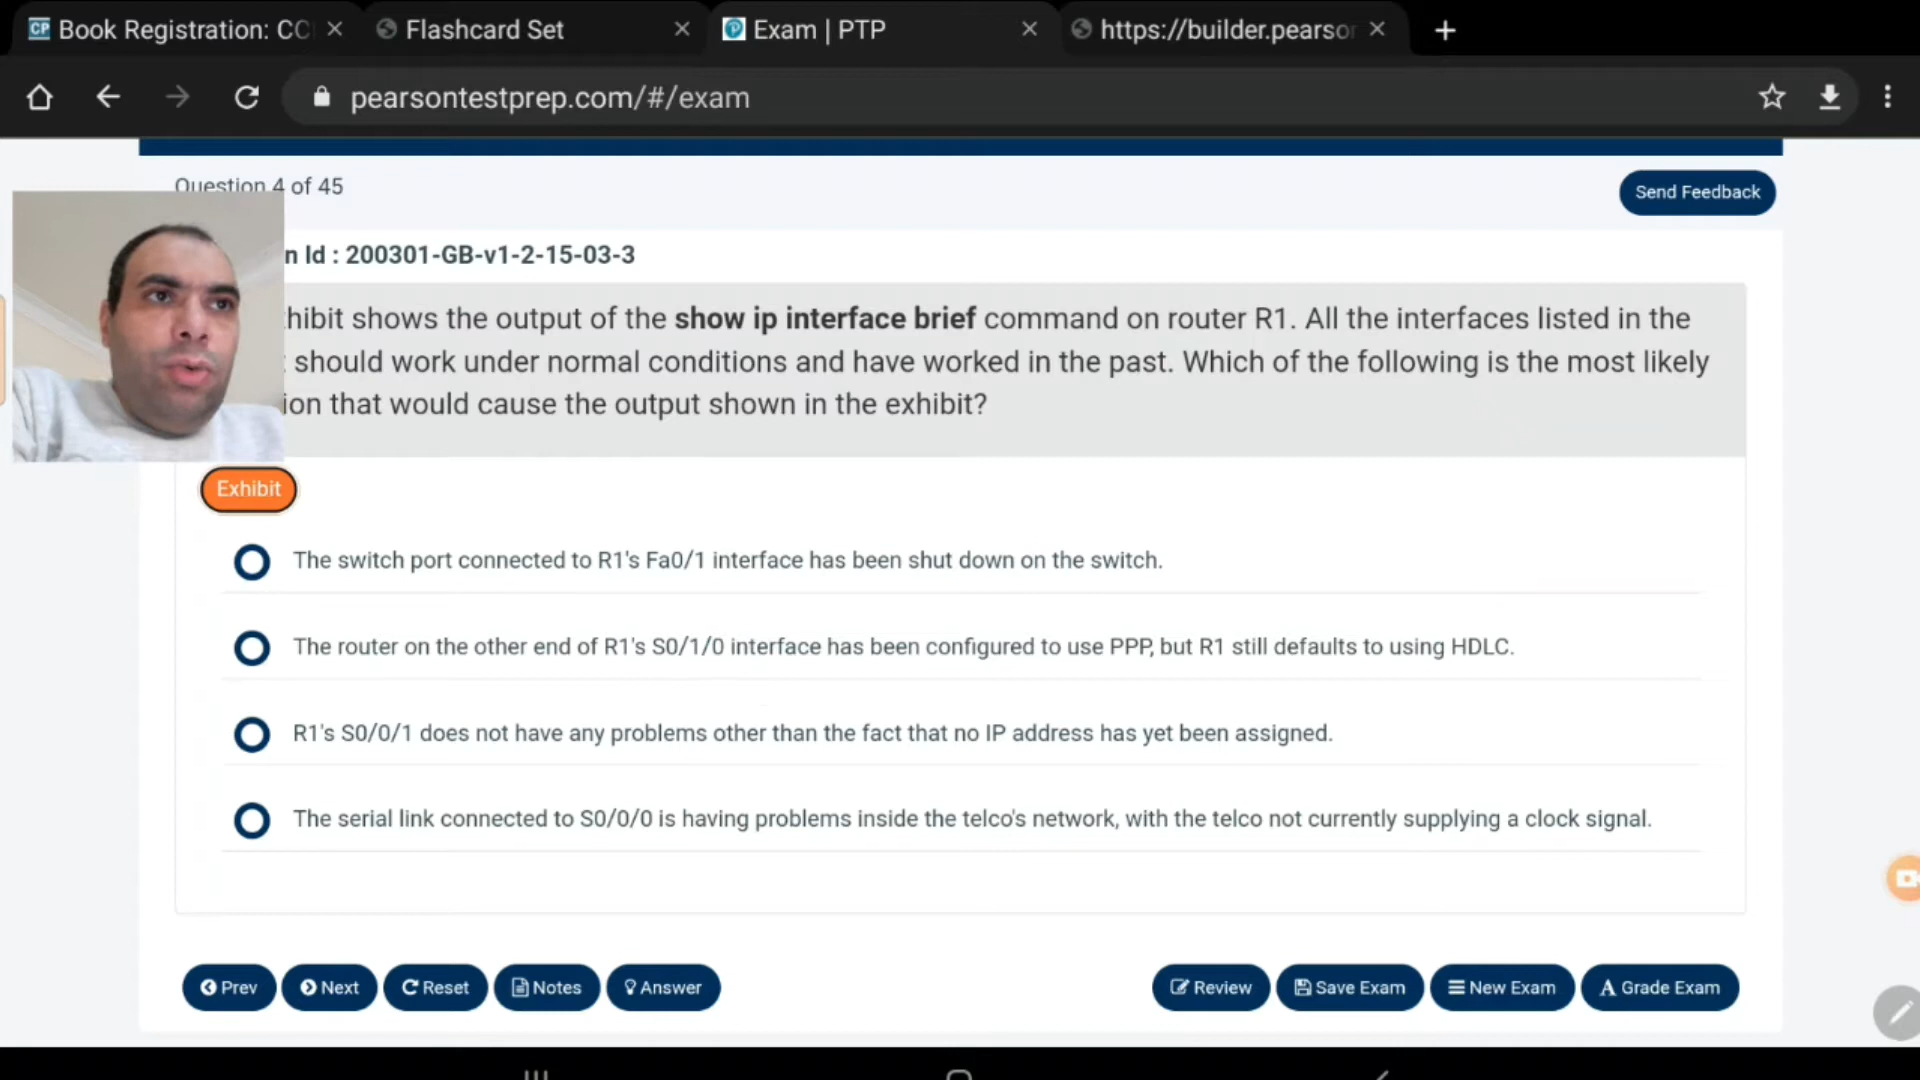 Book Registration: CC
Flashcard Set
Exam | PTP
https://builder.pearson
pearsontestprep.com/#/exam
Question 4 of 45
Send Feedback
n Id : 200301-GB-v1-2-15-03-3
hibit shows the output of the show ip interface brief command on router R1. All the interfaces listed in the
should work under normal conditions and have worked in the past. Which of the following is the most likely
ion that would cause the output shown in the exhibit?
Exhibit
The switch port connected to R1's Fa0/1 interface has been shut down on the switch.
The router on the other end of R1's S0/1/0 interface has been configured to use PPP, but R1 still defaults to using HDLC.
R1's S0/0/1 does not have any problems other than the fact that no IP address has yet been assigned.
The serial link connected to S0/0/0 is having problems inside the telco's network, with the telco not currently supplying a clock signal.
Prev Next Reset Notes Answer Review Save Exam New Exam A Grade Exam